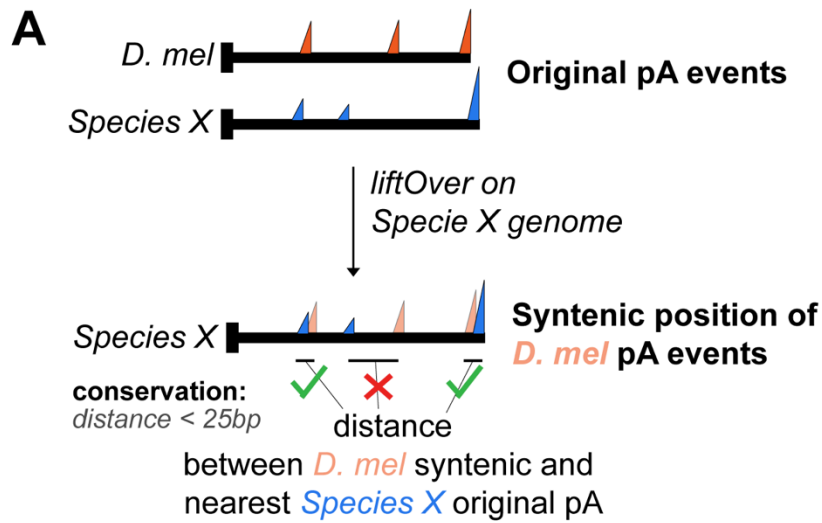 A
D. mel
Original pA events
Species X
liftOver on
Specie X genome
Species X
Syntenic position of
D. mel pA events
conservation:
distance < 25bp
distance
between D. mel syntenic and
nearest Species X original pA